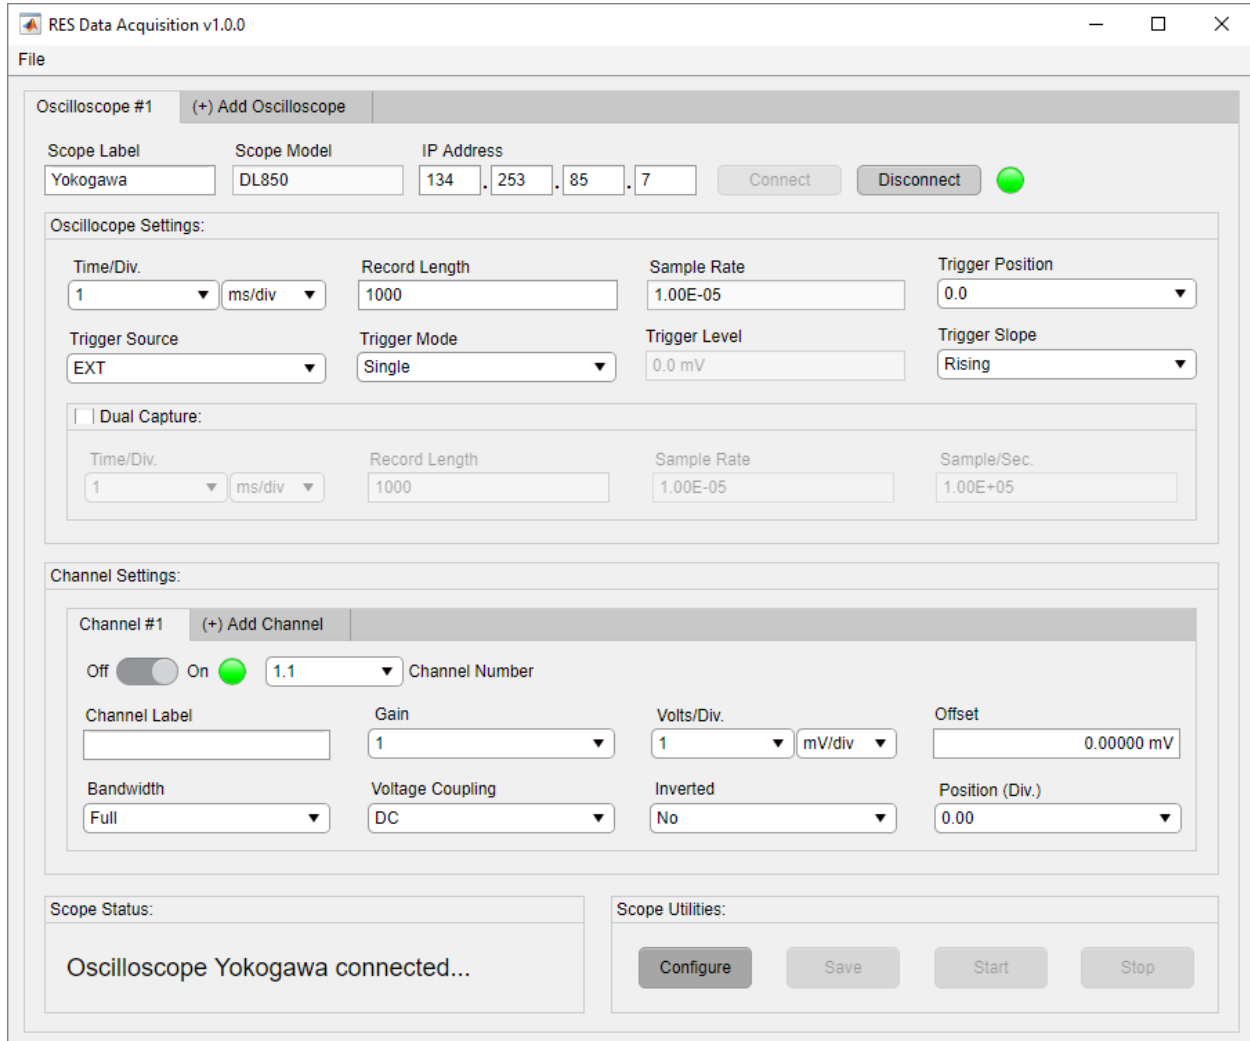 RES Data Acquisition v1.0.0
File
Oscilloscope #1 (+) Add Oscilloscope
Scope Label Scope Model IP Address
Yokogawa DL850 134 . 253 . 85 . 7 Connect Disconnect
Oscillocope Settings:
Time/Div. Record Length Sample Rate Trigger Position
1 ms/div 1000 1.00E-05 0.0
Trigger Source Trigger Mode Trigger Level Trigger Slope
EXT Single 0.0 mV Rising
Dual Capture:
Time/Div. Record Length Sample Rate Sample/Sec.
1 ms/div 1000 1.00E-05 1.00E+05
Channel Settings:
Channel #1 (+) Add Channel
Off On 1.1 Channel Number
Channel Label Gain Volts/Div. Offset
1 1 mV/div 0.00000 mV
Bandwidth Voltage Coupling Inverted Position (Div.)
Full DC No 0.00
Scope Status: Scope Utilities:
Oscilloscope Yokogawa connected... Configure Save Start Stop